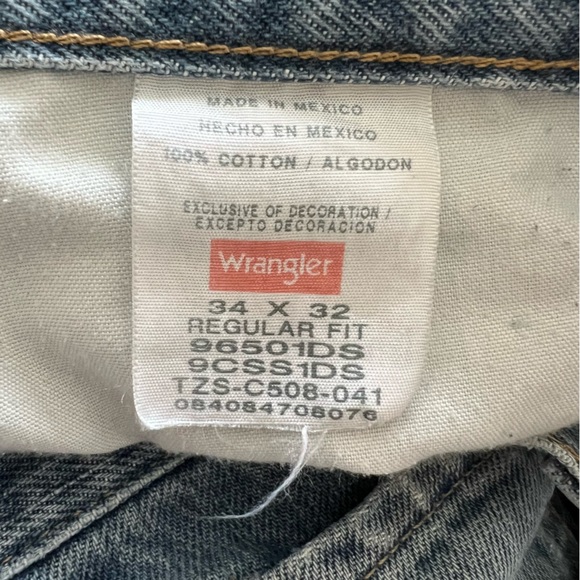 MADE IN MEXICO
HECHO EN MEXICO
100% COTTON / ALGODON
EXCLUSIVE OF DECORATION /
EXCEPTO DECORACION
Wrangler
34 X 32
REGULAR FIT
96501DS
9CSS1DS
TZS-C508-041
084084708076